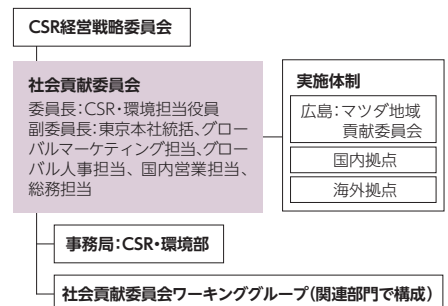 CSR経営戦略委員会
社会貢献委員会
委員長：CSR・環境担当役員
副委員長：東京本社統括、グロー
バルマーケティング担当、グロー
バル人事担当、国内営業担当、
総務担当
実施体制
広島：マツダ地域
貢献委員会
国内拠点
海外拠点
事務局：CSR・環境部
社会貢献委員会ワーキンググループ（関連部門で構成）